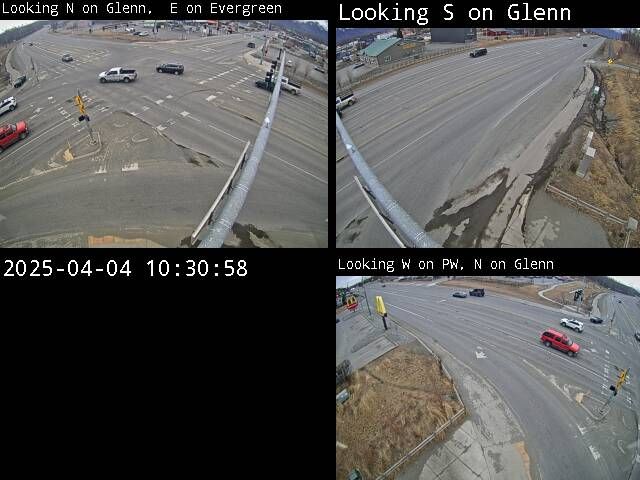 Looking N on Glenn,  E on Evergreen
Looking S on Glenn
2025-04-04 10:30:58
Looking W on PW, N on Glenn